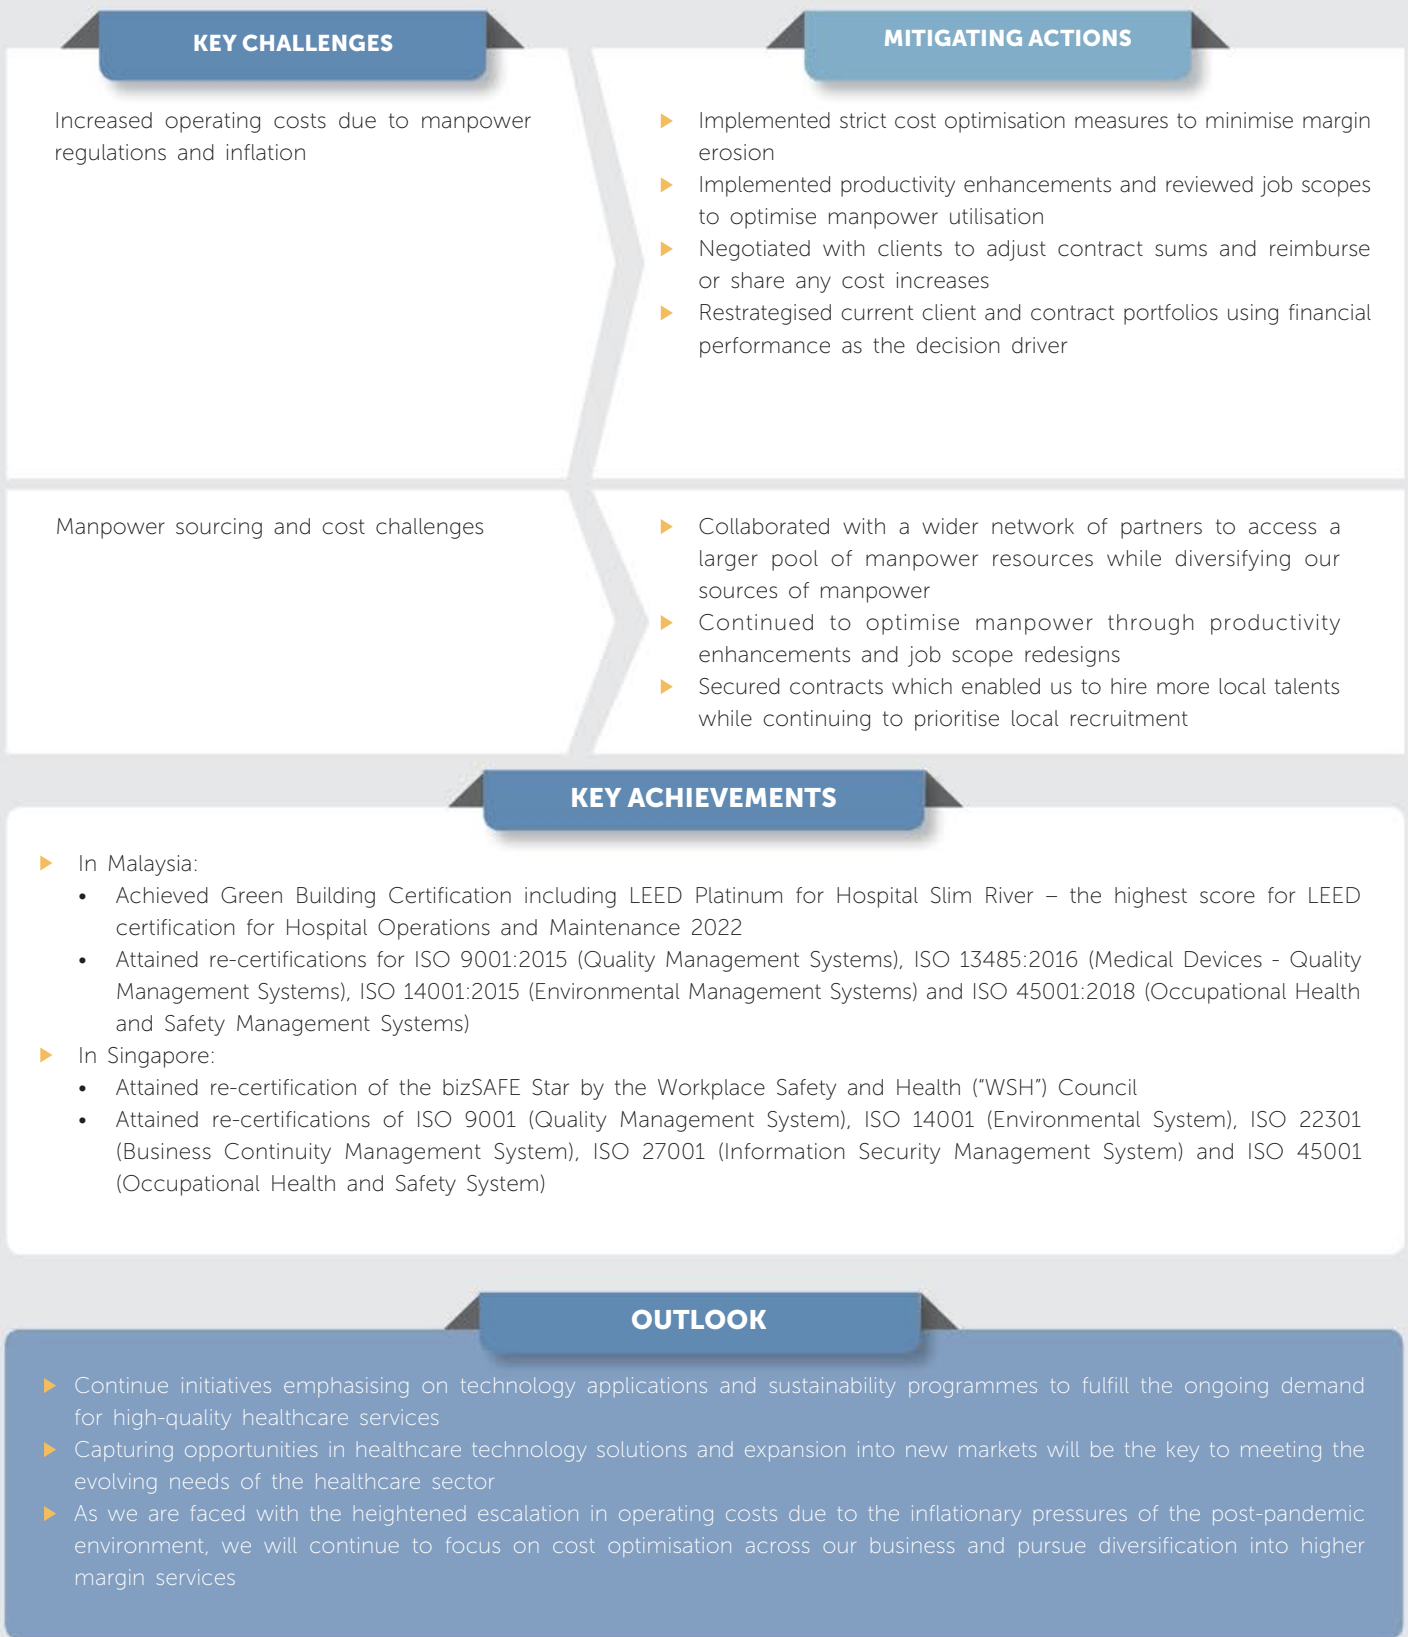 KEY CHALLENGES
MITIGATING ACTIONS
Increased operating costs due to manpower
regulations and inflation
Implemented strict cost optimisation measures to minimise margin
erosion
Implemented productivity enhancements and reviewed job scopes
to optimise manpower utilisation
Negotiated with clients to adjust contract sums and reimburse
or share any cost increases
Restrategised current client and contract portfolios using financial
performance as the decision driver
Manpower sourcing and cost challenges
Collaborated with a wider network of partners to access a
larger pool of manpower resources while diversifying our
sources of manpower
Continued to optimise manpower through productivity
enhancements and job scope redesigns
Secured contracts which enabled us to hire more local talents
while continuing to prioritise local recruitment
KEY ACHIEVEMENTS
In Malaysia:
• Achieved Green Building Certification including LEED Platinum for Hospital Slim River – the highest score for LEED
certification for Hospital Operations and Maintenance 2022
• Attained re-certifications for ISO 9001:2015 (Quality Management Systems), ISO 13485:2016 (Medical Devices - Quality
Management Systems), ISO 14001:2015 (Environmental Management Systems) and ISO 45001:2018 (Occupational Health
and Safety Management Systems)
In Singapore:
• Attained re-certification of the bizSAFE Star by the Workplace Safety and Health ("WSH") Council
• Attained re-certifications of ISO 9001 (Quality Management System), ISO 14001 (Environmental System), ISO 22301
(Business Continuity Management System), ISO 27001 (Information Security Management System) and ISO 45001
(Occupational Health and Safety System)
OUTLOOK
Continue initiatives emphasising on technology applications and sustainability programmes to fulfill the ongoing demand
for high-quality healthcare services
Capturing opportunities in healthcare technology solutions and expansion into new markets will be the key to meeting the
evolving needs of the healthcare sector
As we are faced with the heightened escalation in operating costs due to the inflationary pressures of the post-pandemic
environment, we will continue to focus on cost optimisation across our business and pursue diversification into higher
margin services